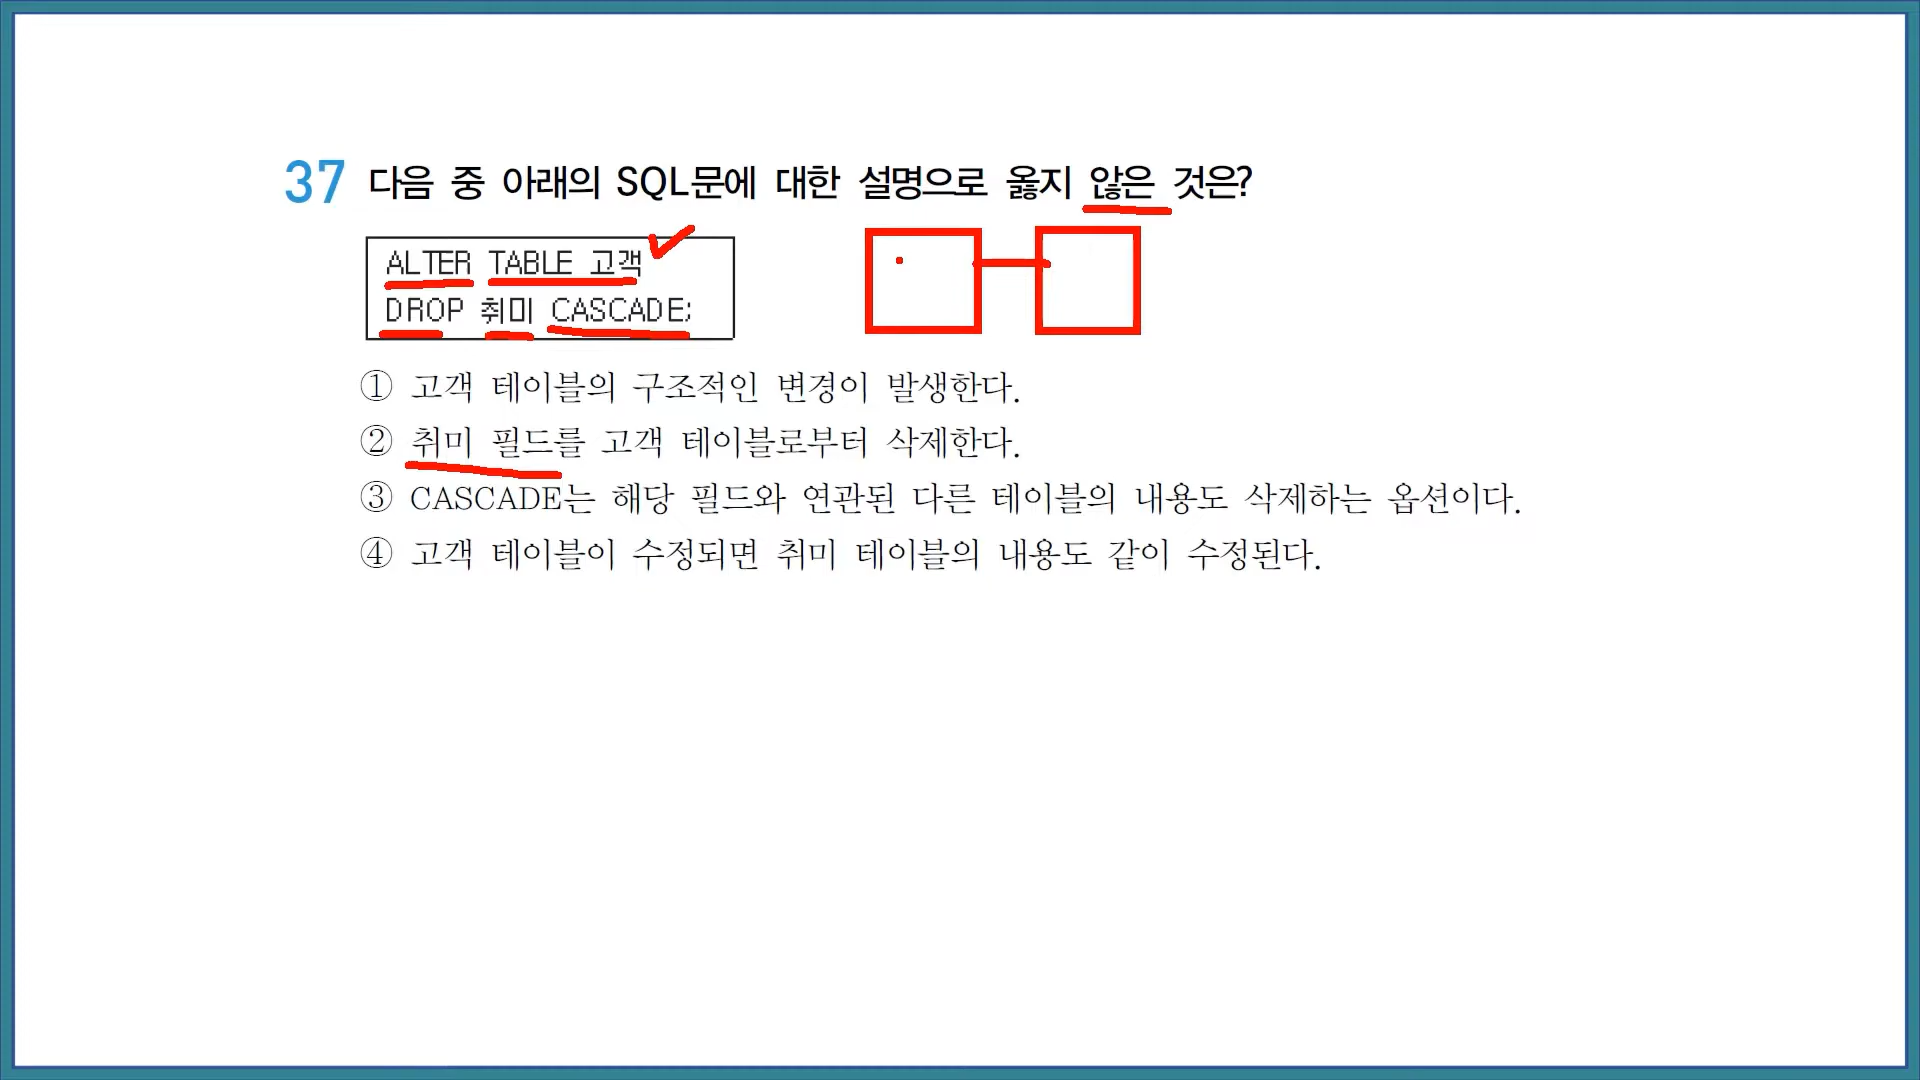 37 다음 중 아래의 SQL문에 대한 설명으로 옳지 않은 것은?
ALTER TABLE 고객
DROP 취미 CASCADE;
① 고객 테이블의 구조적인 변경이 발생한다.
② 취미 필드를 고객 테이블로부터 삭제한다.
③ CASCADE는 해당 필드와 연관된 다른 테이블의 내용도 삭제하는 옵션이다.
④ 고객 테이블이 수정되면 취미 테이블의 내용도 같이 수정된다.